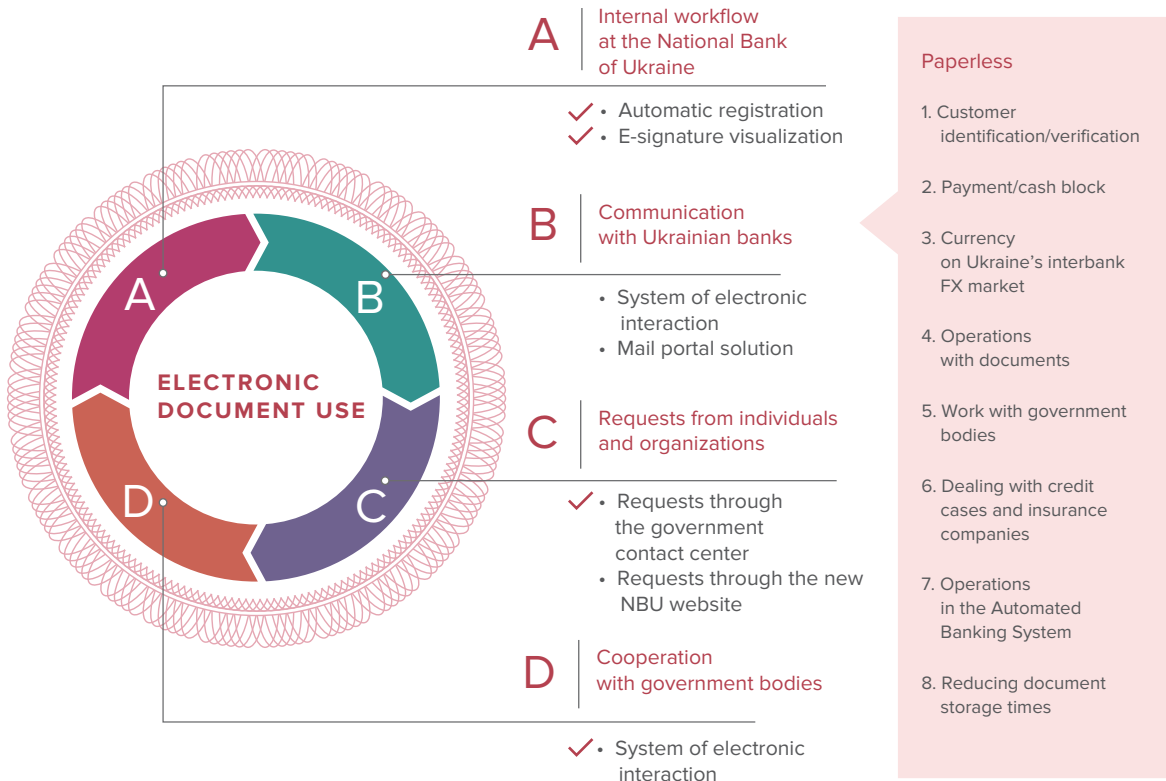 A
Internal workflow
at the National Bank
of Ukraine
• Automatic registration
• E-signature visualization
B
Communication
with Ukrainian banks
• System of electronic
interaction
• Mail portal solution
C
Requests from individuals
and organizations
• Requests through
the government
contact center
• Requests through the new
NBU website
D
Cooperation
with government bodies
• System of electronic
interaction
A
B
C
D
ELECTRONIC
DOCUMENT USE
Paperless
1. Customer
identification/verification
2. Payment/cash block
3. Currency
on Ukraine’s interbank
FX market
4. Operations
with documents
5. Work with government
bodies
6. Dealing with credit
cases and insurance
companies
7. Operations
in the Automated
Banking System
8. Reducing document
storage times